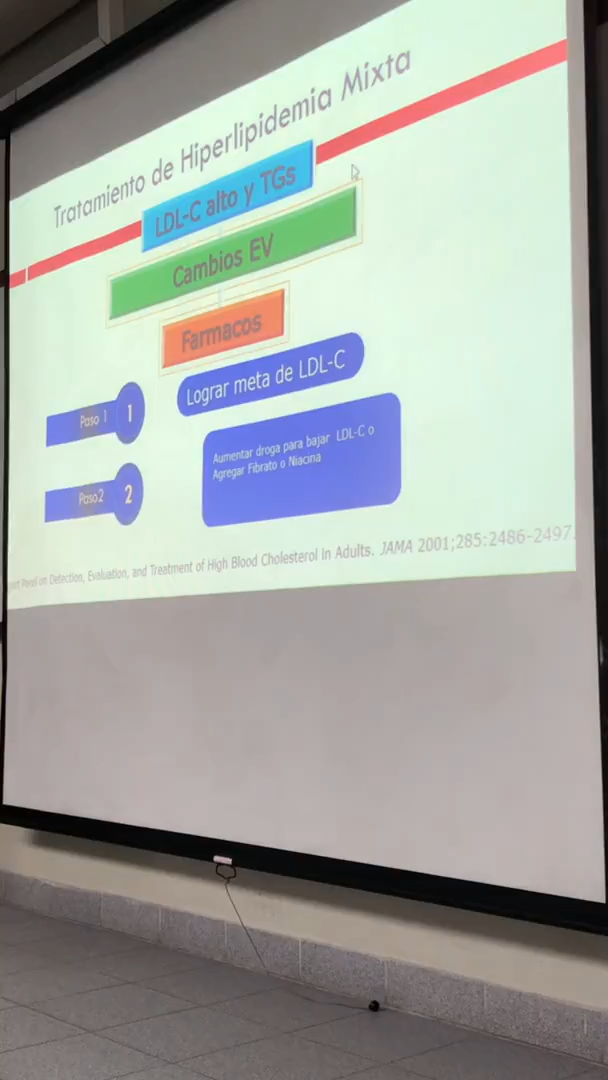 Tratamiento de Hiperlipidemia Mixta
LDL-C alto y TGs
Cambios EV
Farmacos
Lograr meta de LDL-C
Paso 1
1
Aumentar droga para bajar LDL-C o
Agregar Fibrato o Niacina
Paso2
2
Panel on Detection, Evaluation, and Treatment of High Blood Cholesterol in Adults. JAMA 2001;285:2486-2497